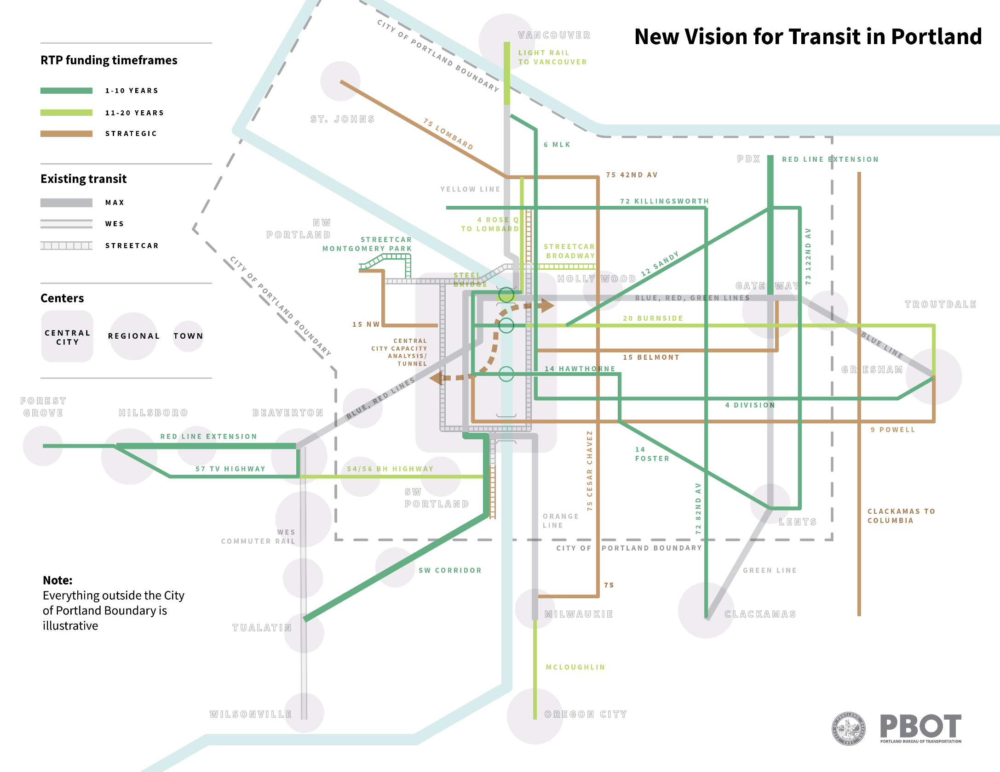 New Vision for Transit in Portland
RTP funding timeframes
1-10 YEARS
11-20 YEARS
STRATEGIC
Existing transit
MAX
WES
STREETCAR
Centers
CENTRAL
CITY
REGIONAL
TOWN
CITY OF PORTLAND BOUNDARY
VANCOUVER
LIGHT RAIL
TO VANCOUVER
ST. JOHNS
75 LOMBARD
6 MLK
PDX
RED LINE EXTENSION
75 42ND AV
YELLOW LINE
72 KILLINGSWORTH
4 ROSE Q
TO LOMBARD
NW
PORTLAND
STREETCAR
MONTGOMERY PARK
STREETCAR
BROADWAY
12 SANDY
73 122ND AV
CITY OF PORTLAND BOUNDARY
STEEL
BRIDGE
HOLLYWOOD
GATEWAY
BLUE, RED, GREEN LINES
TROUTDALE
20 BURNSIDE
15 NW
BLUE LINE
CENTRAL
CITY CAPACITY
ANALYSIS/
TUNNEL
15 BELMONT
14 HAWTHORNE
GRESHAM
BLUE, RED LINES
4 DIVISION
FOREST
GROVE
HILLSBORO
BEAVERTON
9 POWELL
RED LINE EXTENSION
75 CESAR CHAVEZ
14
FOSTER
57 TV HIGHWAY
54/56 BH HIGHWAY
SW
PORTLAND
72 82ND AV
ORANGE
LINE
CLACKAMAS TO
COLUMBIA
LENTS
WES
COMMUTER RAIL
CITY OF PORTLAND BOUNDARY
SW CORRIDOR
GREEN LINE
75
Note:
Everything outside the City
of Portland Boundary is
illustrative
MILWAUKIE
CLACKAMAS
TUALATIN
MCLOUGHLIN
WILSONVILLE
OREGON CITY
CITY OF PORTLAND, OREGON
1851
PBOT
PORTLAND BUREAU OF TRANSPORTATION